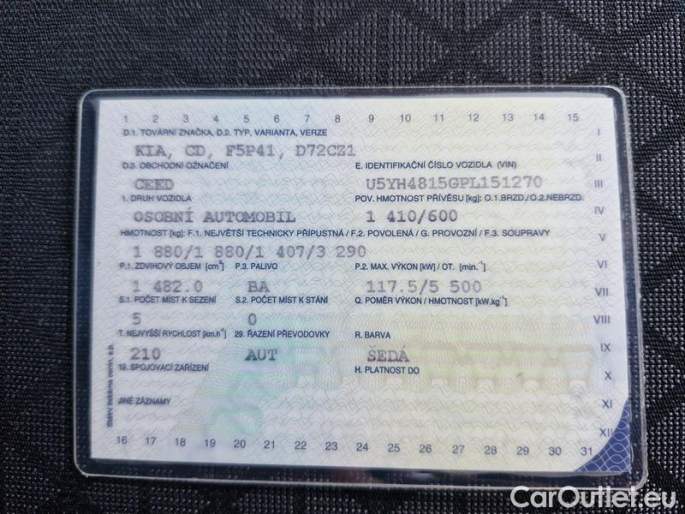 1 2 3 4 5 6 7 8 9 10 11 12 13 14 15
D.1. TOVÁRNÍ ZNAČKA, D.2. TYP, VARIANTA, VERZE I
KIA, CD, F5P41, D72CZ1
D.3. OBCHODNÍ OZNAČENÍ E. IDENTIFIKAČNÍ ČÍSLO VOZIDLA (VIN) II
CEED U5YH4815GPL151270 III
1. DRUH VOZIDLA POV. HMOTNOST PŘÍVĚSU [kg]: O.1.BRZD./O.2.NEBRZD.
OSOBNÍ AUTOMOBIL 1 410/600 IV
HMOTNOST [kg]: F.1. NEJVĚTŠÍ TECHNICKY PŘÍPUSTNÁ / F.2. POVOLENÁ / G. PROVOZNÍ / F.3. SOUPRAVY V
1 880/1 880/1 407/3 290
P.1. ZDVIHOVÝ OBJEM [cm³] P.3. PALIVO P.2. MAX. VÝKON [kW] / OT. [min.⁻¹] VI
1 482.0 BA 117.5/5 500 VII
S.1. POČET MÍST K SEZENÍ S.2. POČET MÍST K STÁNÍ Q. POMĚR VÝKON / HMOTNOST [kW.kg⁻¹]
5 0 VIII
T. NEJVYŠŠÍ RYCHLOST [km.h⁻¹] 29. ŘAZENÍ PŘEVODOVKY R. BARVA
210 AUT ŠEDÁ IX
19. SPOJOVACÍ ZAŘÍZENÍ H. PLATNOST DO X
JINÉ ZÁZNAMY XI
XII
16 17 18 19 20 21 22 23 24 25 26 27 28 29 30 31
CarOutlet.eu